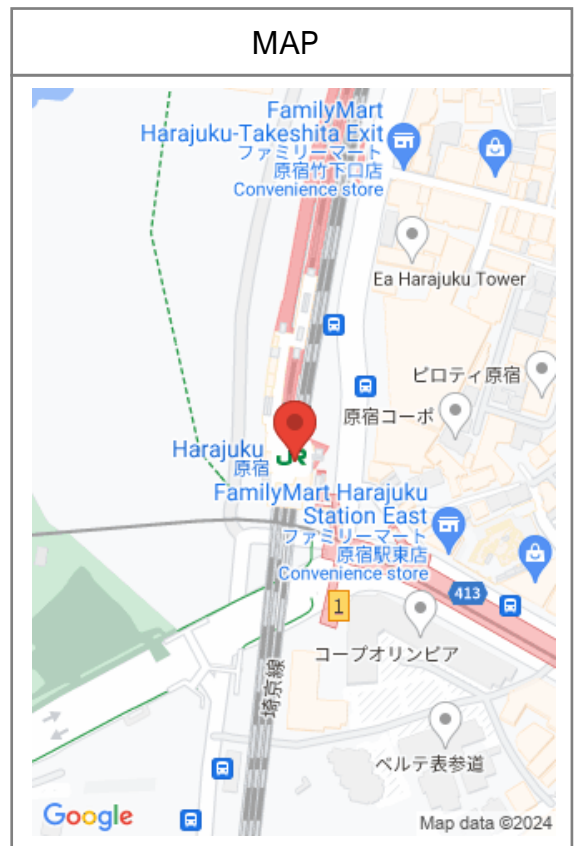 MAP
FamilyMart
Harajuku-Takeshita Exit
ファミリーマート
原宿竹下口店
Convenience store
Ea Harajuku Tower
ピロティ原宿
原宿コーポ
Harajuku
原宿
JR
FamilyMart Harajuku
Station East
ファミリーマート
原宿駅東店
Convenience store
413
1
コープオリンピア
埼京線
ベルテ表参道
Google
Map data ©2024